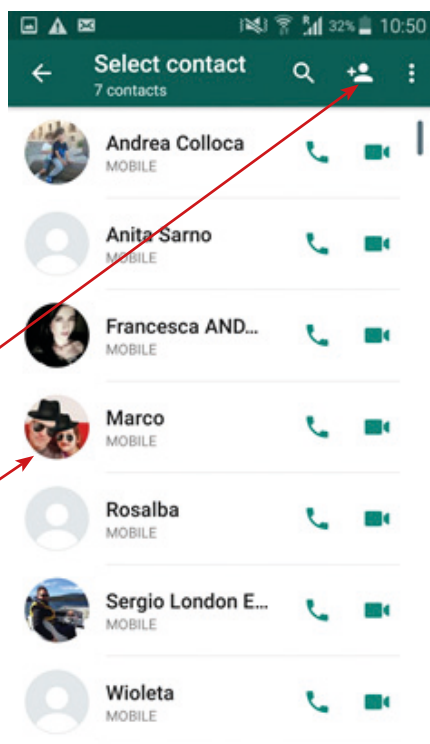 32% 10:50
Select contact
7 contacts
Andrea Colloca
MOBILE
Anita Sarno
MOBILE
Francesca AND...
MOBILE
Marco
MOBILE
Rosalba
MOBILE
Sergio London E...
MOBILE
Wioleta
MOBILE